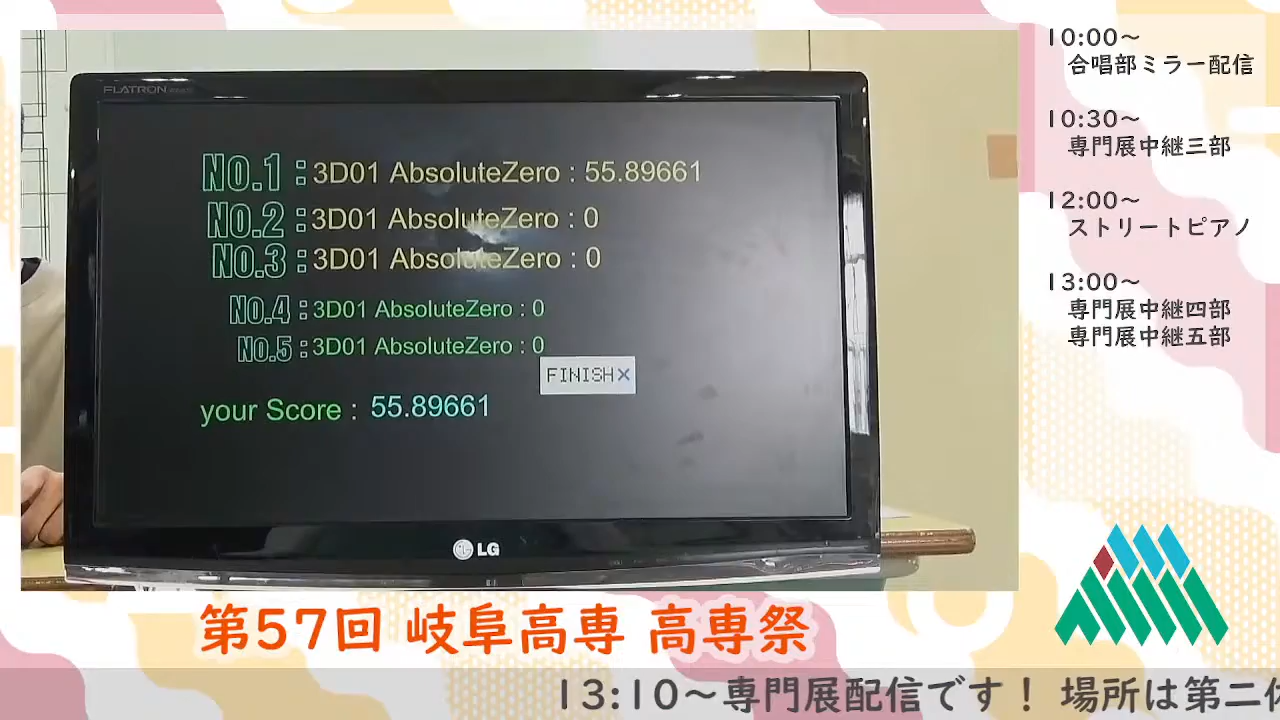 FLATRON
NO.1 : 3D01 AbsoluteZero : 55.89661
NO.2 : 3D01 AbsoluteZero : 0
NO.3 : 3D01 AbsoluteZero : 0
NO.4 : 3D01 AbsoluteZero : 0
NO.5 : 3D01 AbsoluteZero : 0
FINISH×
your Score : 55.89661
LG
10:00〜
合唱部ミラー配信
10:30〜
専門展中継三部
12:00〜
ストリートピアノ
13:00〜
専門展中継四部
専門展中継五部
第57回 岐阜高専 高専祭
13:10〜専門展配信です! 場所は第二